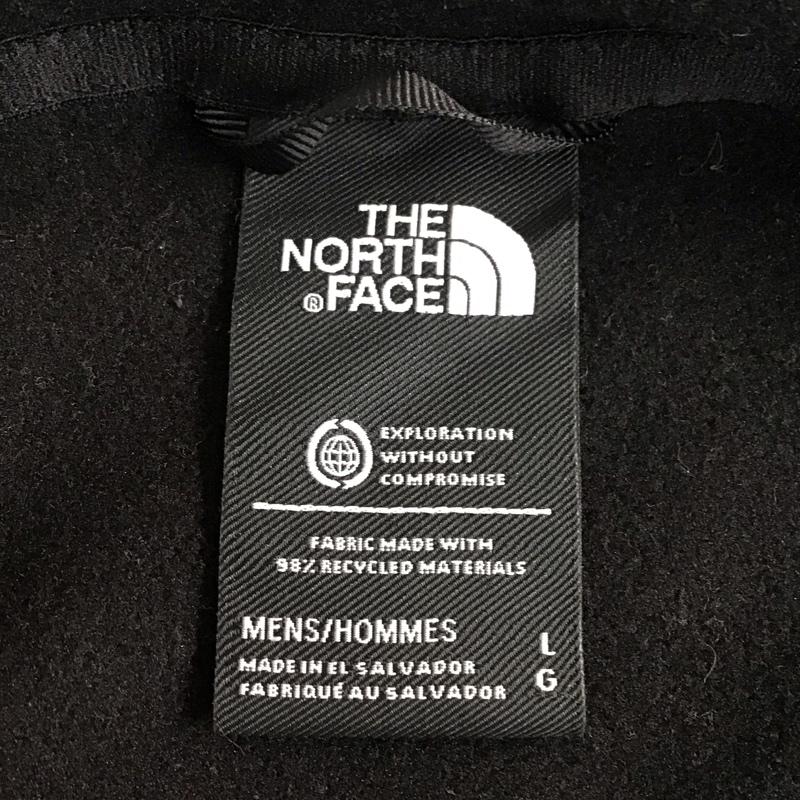 THE
NORTH
® FACE
EXPLORATION
WITHOUT
COMPROMISE
FABRIC MADE WITH
98% RECYCLED MATERIALS
MENS/HOMMES
L
MADE IN EL SALVADOR
FABRIQUÉ AU SALVADOR
G